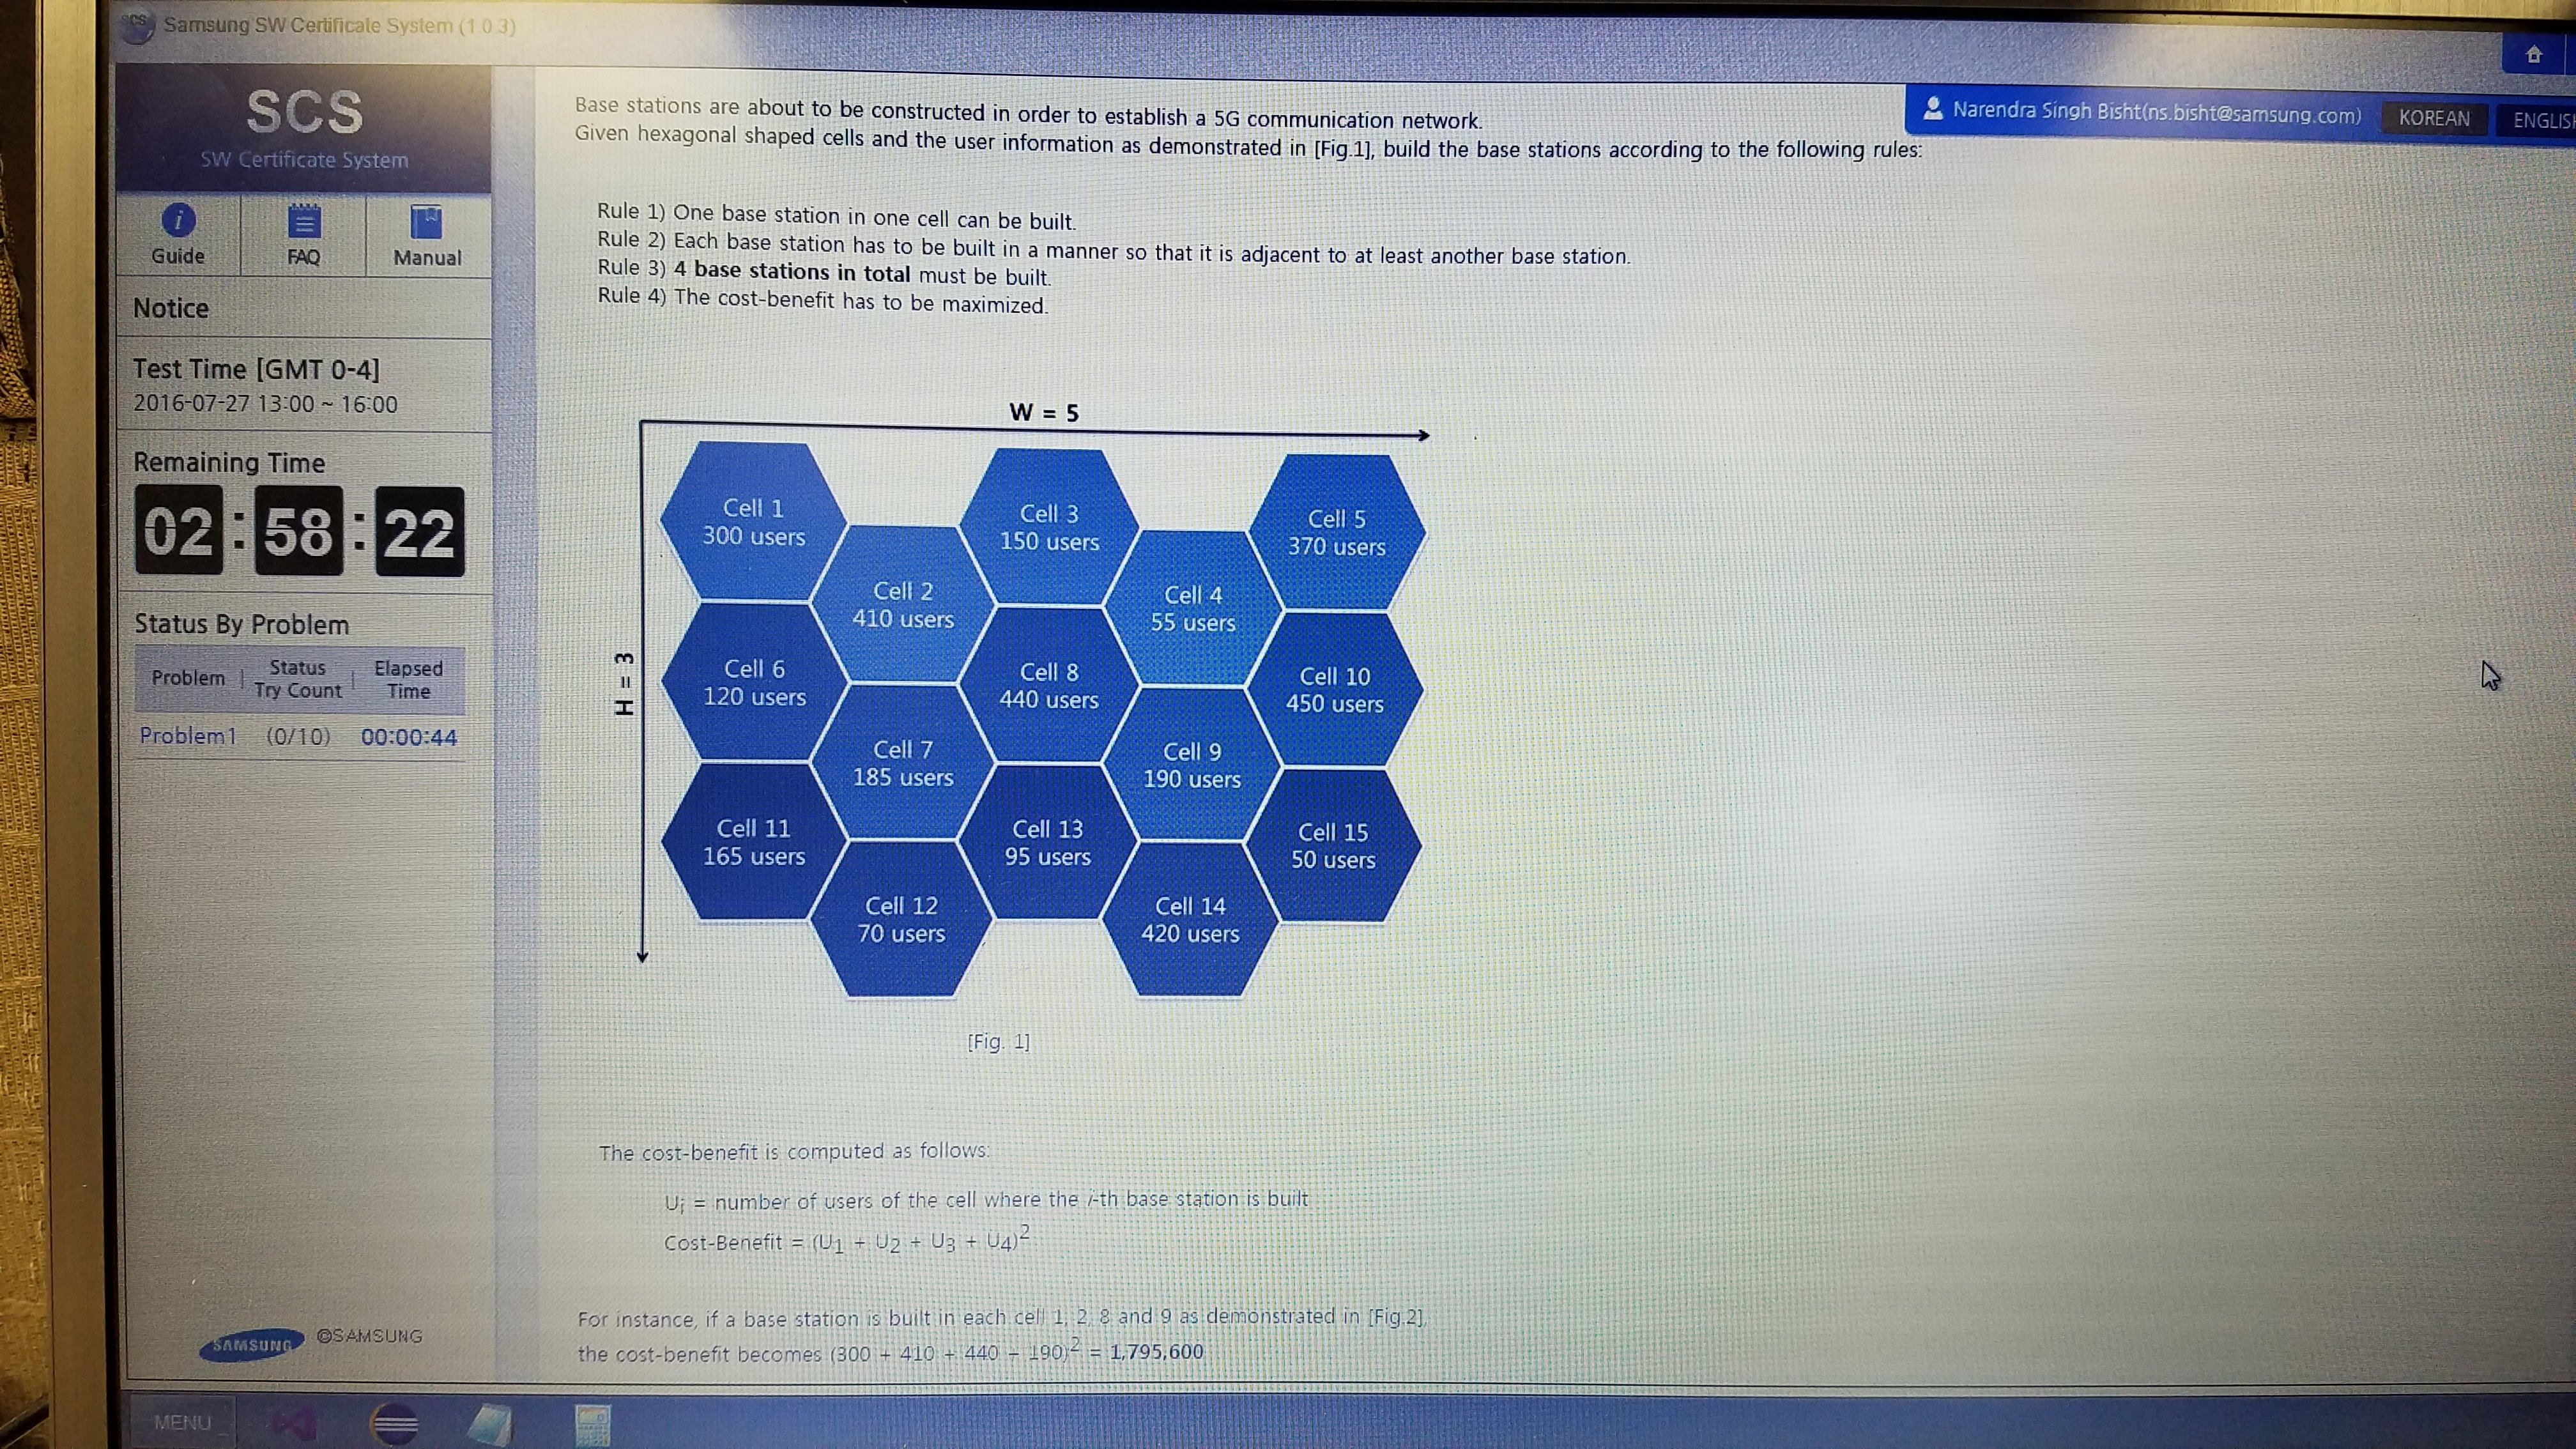 SCS
Samsung SW Certificate System (1.0.3)
SCS
SW Certificate System
Guide
FAQ
Manual
Notice
Test Time [GMT 0-4]
2016-07-27 13:00 ~ 16:00
Remaining Time
02 : 58 : 22
Status By Problem
Problem | Status Try Count | Elapsed Time
Problem1 (0/10) 00:00:44
SAMSUNG ©SAMSUNG
Narendra Singh Bisht(ns.bisht@samsung.com)
KOREAN
ENGLIS
Base stations are about to be constructed in order to establish a 5G communication network.
Given hexagonal shaped cells and the user information as demonstrated in [Fig.1], build the base stations according to the following rules:
Rule 1) One base station in one cell can be built.
Rule 2) Each base station has to be built in a manner so that it is adjacent to at least another base station.
Rule 3) 4 base stations in total must be built.
Rule 4) The cost-benefit has to be maximized.
W = 5
H = 3
Cell 1
300 users
Cell 2
410 users
Cell 3
150 users
Cell 4
55 users
Cell 5
370 users
Cell 6
120 users
Cell 7
185 users
Cell 8
440 users
Cell 9
190 users
Cell 10
450 users
Cell 11
165 users
Cell 12
70 users
Cell 13
95 users
Cell 14
420 users
Cell 15
50 users
[Fig. 1]
The cost-benefit is computed as follows:
Ui = number of users of the cell where the i-th base station is built
Cost-Benefit = (U1 + U2 + U3 + U4)2
For instance, if a base station is built in each cell 1, 2, 8 and 9 as demonstrated in [Fig.2],
the cost-benefit becomes (300 + 410 + 440 + 190)2 = 1,795,600
MENU